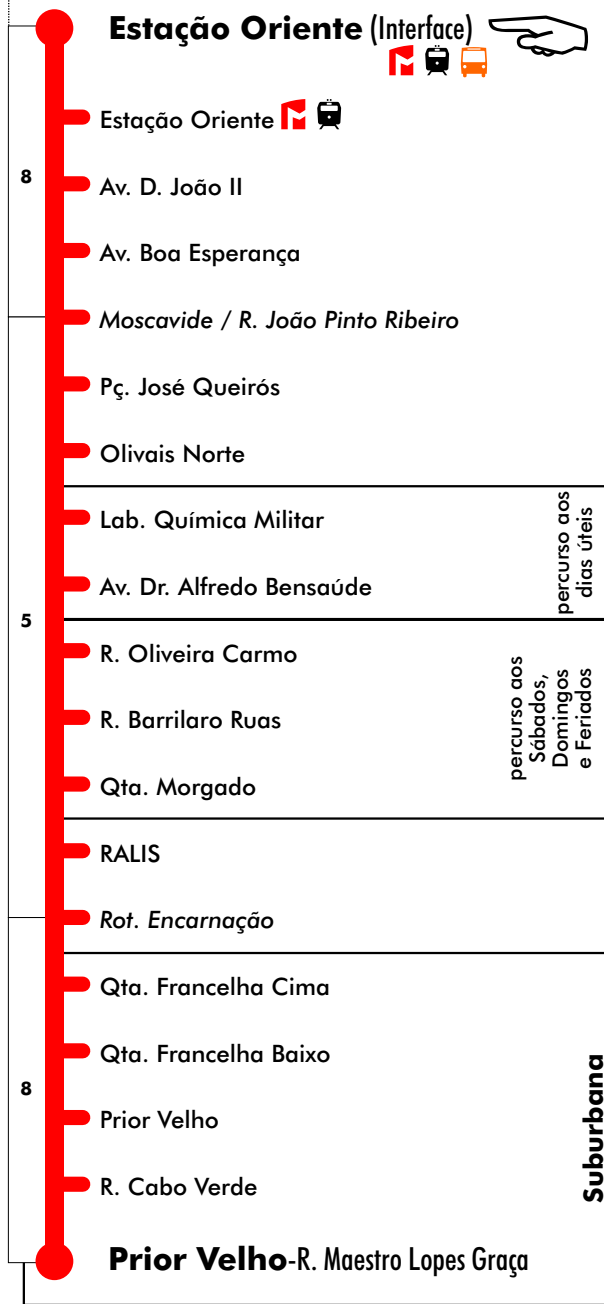 Estação Oriente (Interface)
Estação Oriente
8
Av. D. João II
Av. Boa Esperança
Moscavide / R. João Pinto Ribeiro
Pç. José Queirós
Olivais Norte
Lab. Química Militar
percurso aos
dias úteis
Av. Dr. Alfredo Bensaúde
5
R. Oliveira Carmo
percurso aos
Sábados,
Domingos
e Feriados
R. Barrilaro Ruas
Qta. Morgado
RALIS
Rot. Encarnação
Qta. Francelha Cima
Qta. Francelha Baixo
8
Prior Velho
Suburbana
R. Cabo Verde
Prior Velho-R. Maestro Lopes Graça